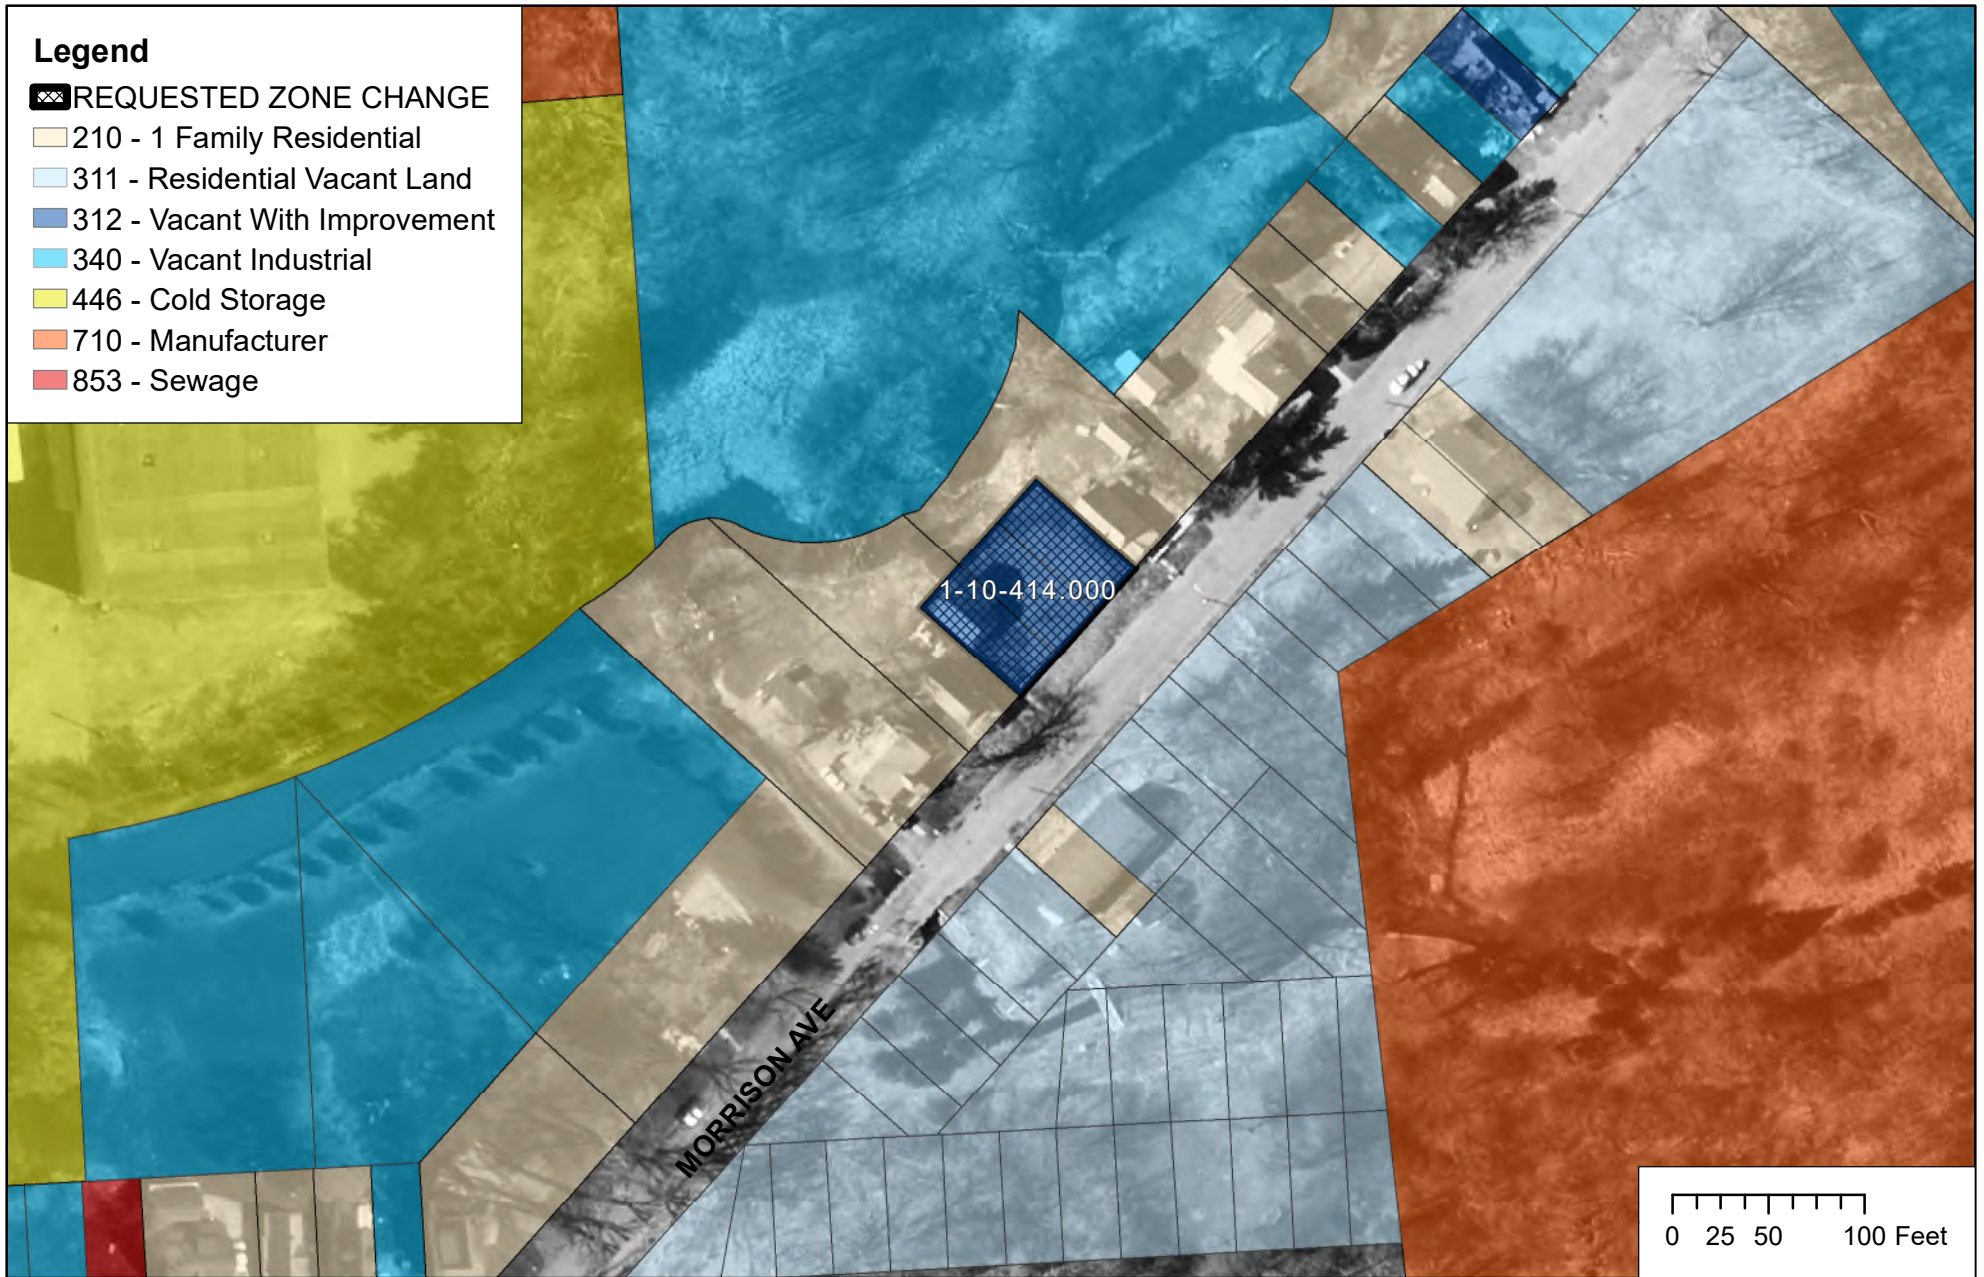 Legend
REQUESTED ZONE CHANGE
210 - 1 Family Residential
311 - Residential Vacant Land
312 - Vacant With Improvement
340 - Vacant Industrial
446 - Cold Storage
710 - Manufacturer
853 - Sewage
1-10-414.000
MORRISON AVE
0 25 50 100 Feet